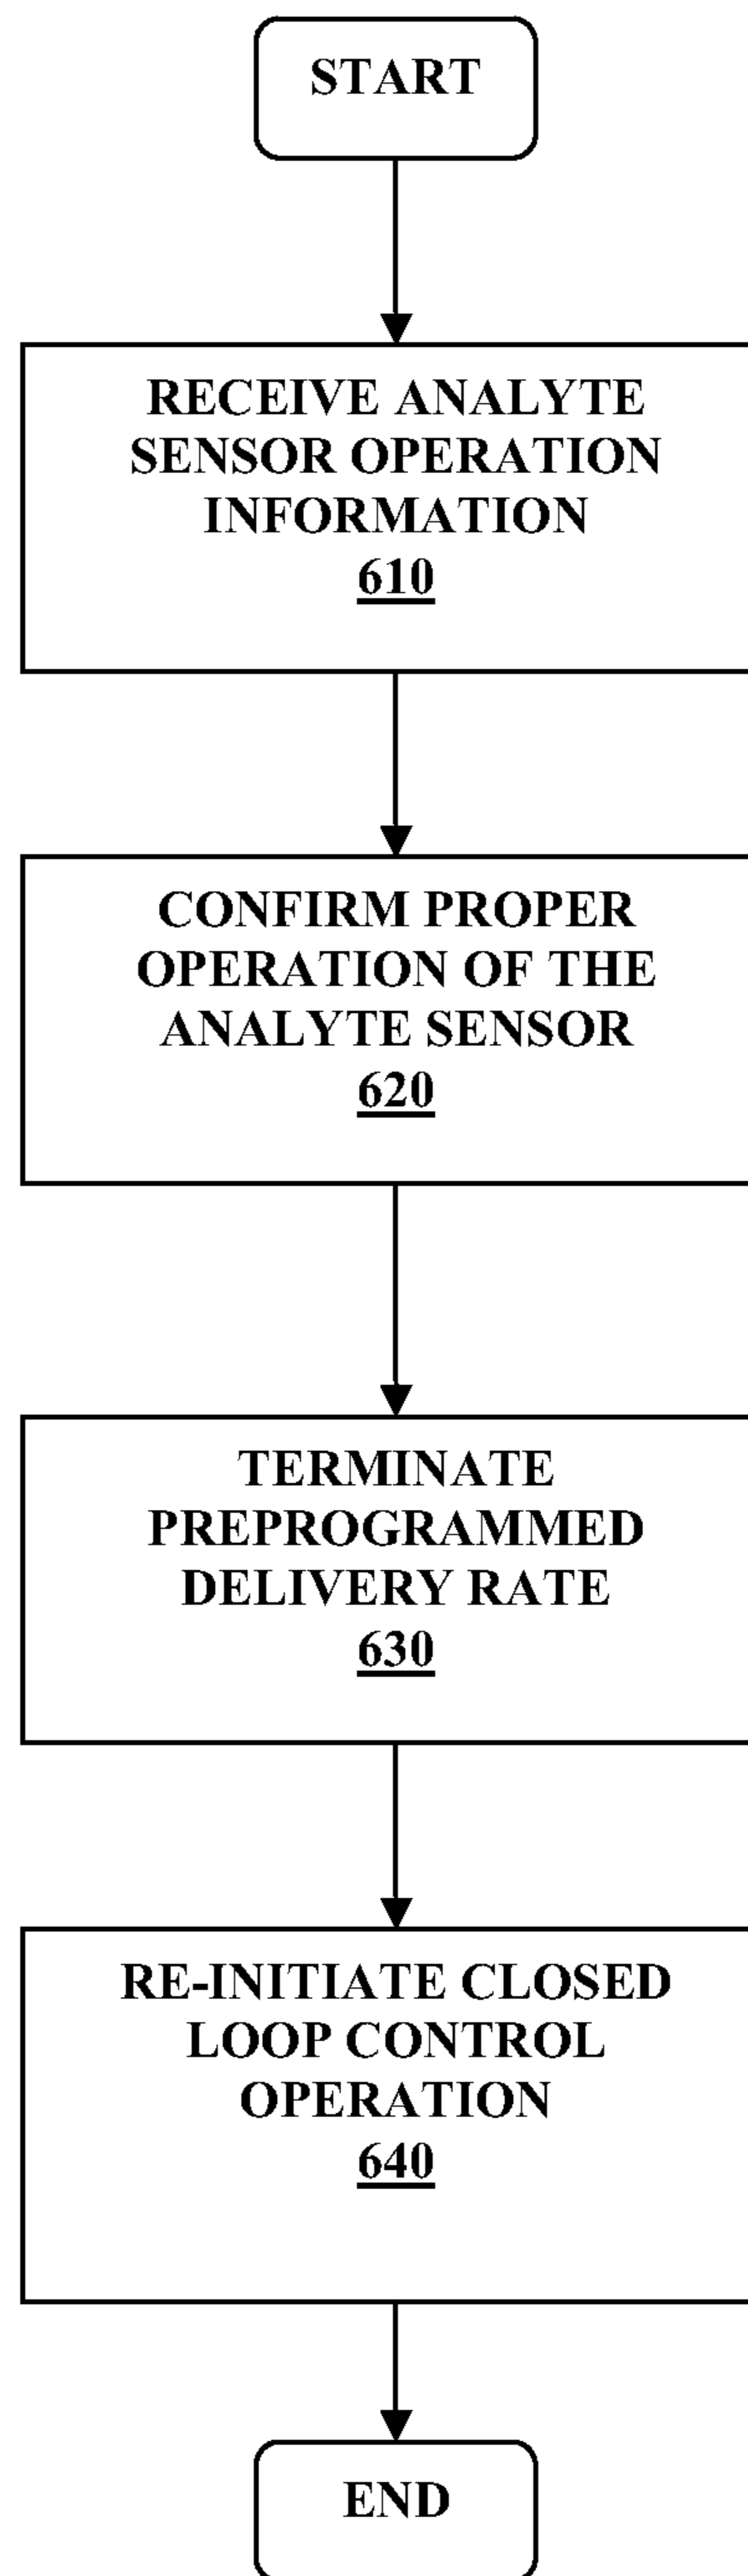 START
RECEIVE ANALYTE
SENSOR OPERATION
INFORMATION
610
CONFIRM PROPER
OPERATION OF THE
ANALYTE SENSOR
620
TERMINATE
PREPROGRAMMED
DELIVERY RATE
630
RE-INITIATE CLOSED
LOOP CONTROL
OPERATION
640
END